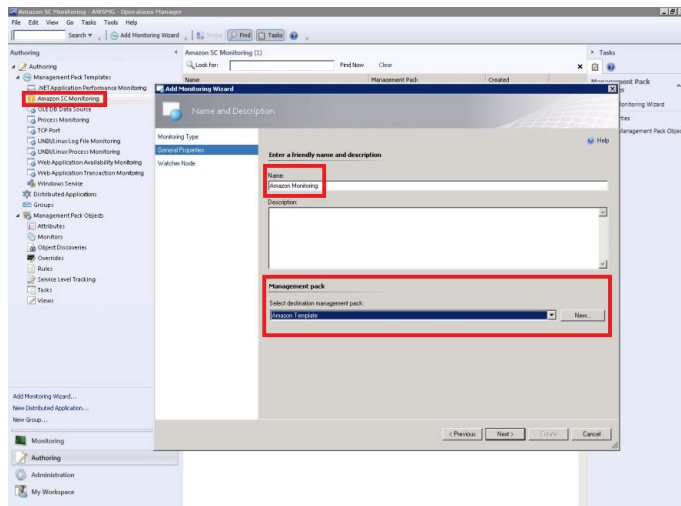 Amazon SC Monitoring - AWSMG - Operations Manager
File Edit View Go Tasks Tools Help
Search Add Monitoring Wizard Scope Find Tasks
Authoring
Authoring
Management Pack Templates
.NET Application Performance Monitoring
Amazon SC Monitoring
OLE DB Data Source
Process Monitoring
TCP Port
UNIX/Linux Log File Monitoring
UNIX/Linux Process Monitoring
Web Application Availability Monitoring
Web Application Transaction Monitoring
Windows Service
Distributed Applications
Groups
Management Pack Objects
Attributes
Monitors
Object Discoveries
Overrides
Rules
Service Level Tracking
Tasks
Views
Add Monitoring Wizard...
New Distributed Application...
New Group...
Monitoring
Authoring
Administration
My Workspace
Amazon SC Monitoring (1)
Look for: Find Now Clear
Name Management Pack Created
Add Monitoring Wizard
Name and Description
Help
Monitoring Type
General Properties
Watcher Node
Enter a friendly name and description
Name:
Amazon Monitoring
Description:
Management pack
Select destination management pack:
Amazon Template New...
< Previous Next > Create Cancel
Tasks
Management Pack
Monitoring Wizard
Management Pack Objec